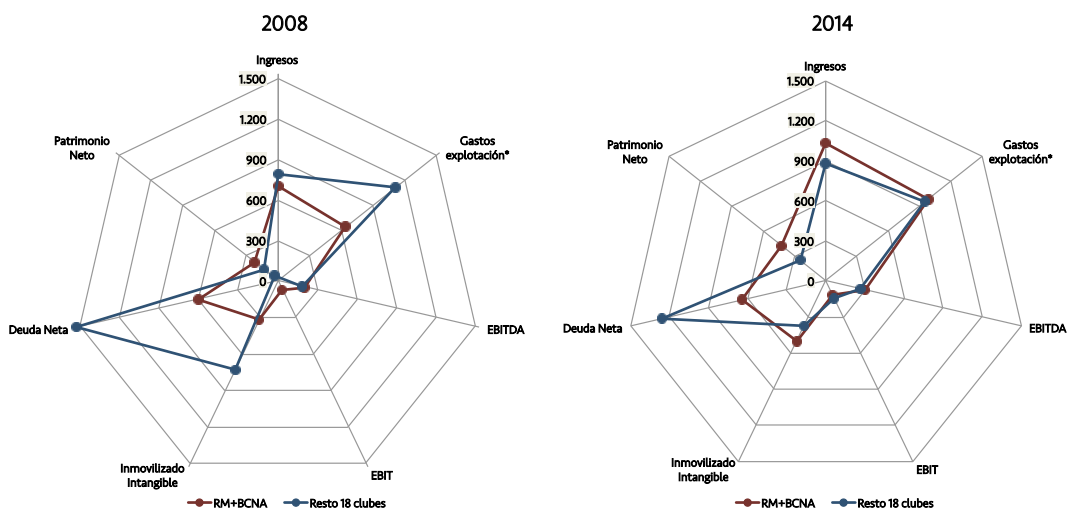 2008
Ingresos
1.500
1.200
900
600
300
0
Patrimonio
Neto
Gastos
explotación*
Deuda Neta
EBITDA
Inmovilizado
Intangible
EBIT
RM+BCNA
Resto 18 clubes
2014
Ingresos
1.500
1.200
900
600
300
0
Patrimonio
Neto
Gastos
explotación*
Deuda Neta
EBITDA
Inmovilizado
Intangible
EBIT
RM+BCNA
Resto 18 clubes